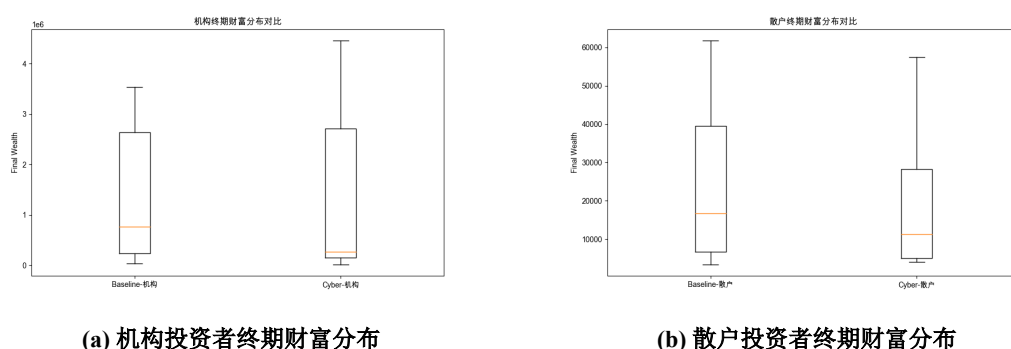 机构终期财富分布对比
1e6
4
3
2
1
0
Final Wealth
Baseline-机构
Cyber-机构
(a) 机构投资者终期财富分布
散户终期财富分布对比
60000
50000
40000
30000
20000
10000
Final Wealth
Baseline-散户
Cyber-散户
(b) 散户投资者终期财富分布